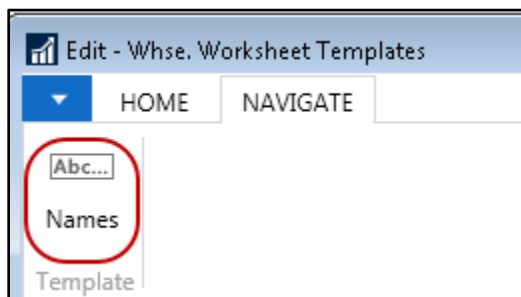 Edit - Whse. Worksheet Templates
HOME NAVIGATE
Abc...
Names
Template